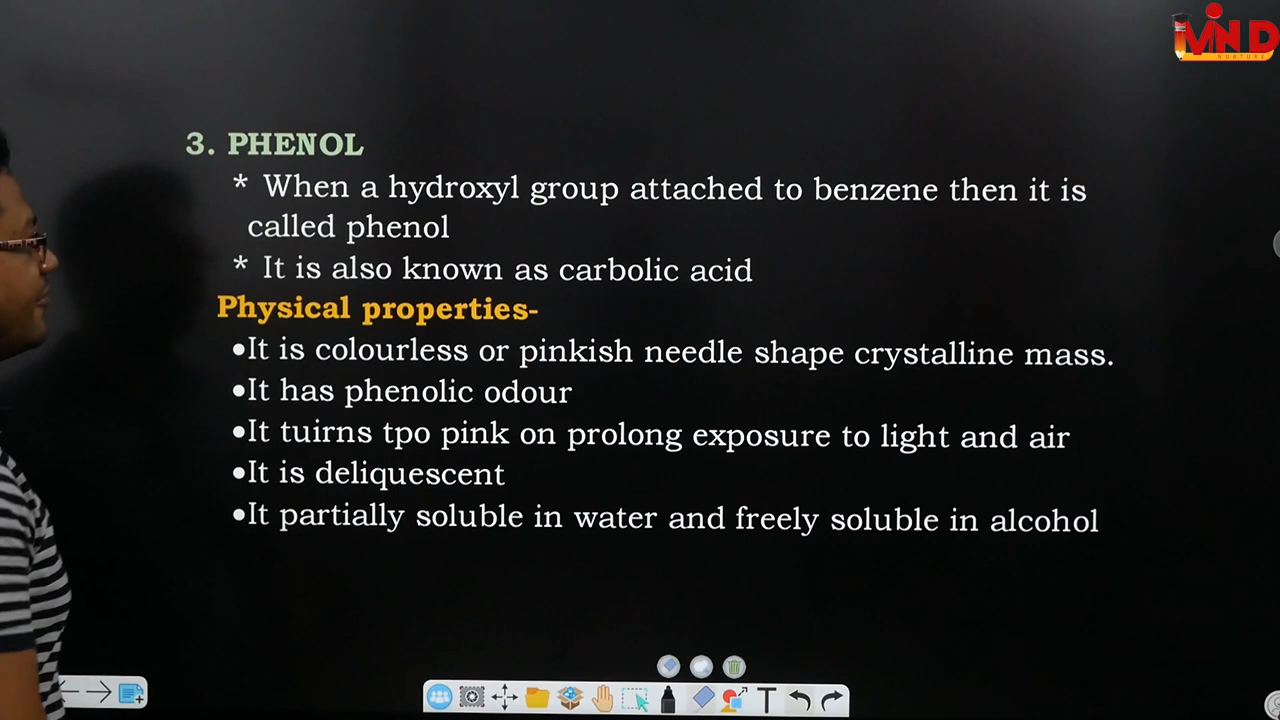 MIND
NURTURE
3. PHENOL
* When a hydroxyl group attached to benzene then it is
called phenol
* It is also known as carbolic acid
Physical properties-
•It is colourless or pinkish needle shape crystalline mass.
•It has phenolic odour
•It tuirns tpo pink on prolong exposure to light and air
•It is deliquescent
•It partially soluble in water and freely soluble in alcohol
T